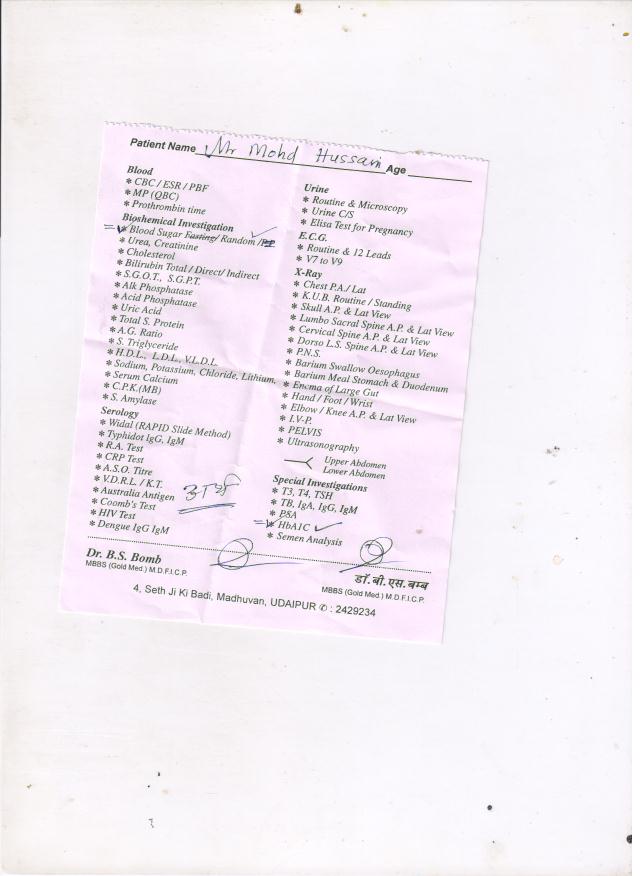 Patient Name Mr Mohd Hussain Age
Blood
* CBC / ESR / PBF
* MP (QBC)
* Prothrombin time
Bioshemical Investigation
= ✓ * Blood Sugar Fasting/ Random / ✓
* Urea, Creatinine
* Cholesterol
* Bilirubin Total / Direct/ Indirect
* S.G.O.T., S.G.P.T.
* Alk Phosphatase
* Acid Phosphatase
* Uric Acid
* Total S. Protein
* A.G. Ratio
* S. Triglyceride
* H.D.L., L.D.L., V.L.D.L.
* Sodium, Potassium, Chloride, Lithium.
* Serum Calcium
* C.P.K.(MB)
* S. Amylase
Serology
* Widal (RAPID Slide Method)
* Typhidot IgG, IgM
* R.A. Test
* CRP Test
* A.S.O. Titre
* V.D.R.L. / K.T.
* Australia Antigen
* Coomb's Test
* HIV Test
* Dengue IgG IgM
Urine
* Routine & Microscopy
* Urine C/S
* Elisa Test for Pregnancy
E.C.G.
* Routine & 12 Leads
* V7 to V9
X-Ray
* Chest P.A./ Lat
* K.U.B. Routine / Standing
* Skull A.P. & Lat View
* Lumbo Sacral Spine A.P. & Lat View
* Cervical Spine A.P. & Lat View
* Dorso L.S. Spine A.P. & Lat View
* P.N.S.
* Barium Swallow Oesophagus
* Barium Meal Stomach & Duodenum
* Encma of Large Gut
* Hand / Foot / Wrist
* Elbow / Knee A.P. & Lat View
* I.V-P.
* PELVIS
* Ultrasonography
Upper Abdomen
Lower Abdomen
Special Investigations
* T3, T4, TSH
* TB, IgA, IgG, IgM
* PSA
= ✓ * HbA1C ✓
* Semen Analysis
Dr. B.S. Bomb
MBBS (Gold Med.) M.D.F.I.C.P.
डॉ. बी. एस. बम्ब
MBBS (Gold Med.) M.D.F.I.C.P.
4, Seth Ji Ki Badi, Madhuvan, UDAIPUR ✆ : 2429234